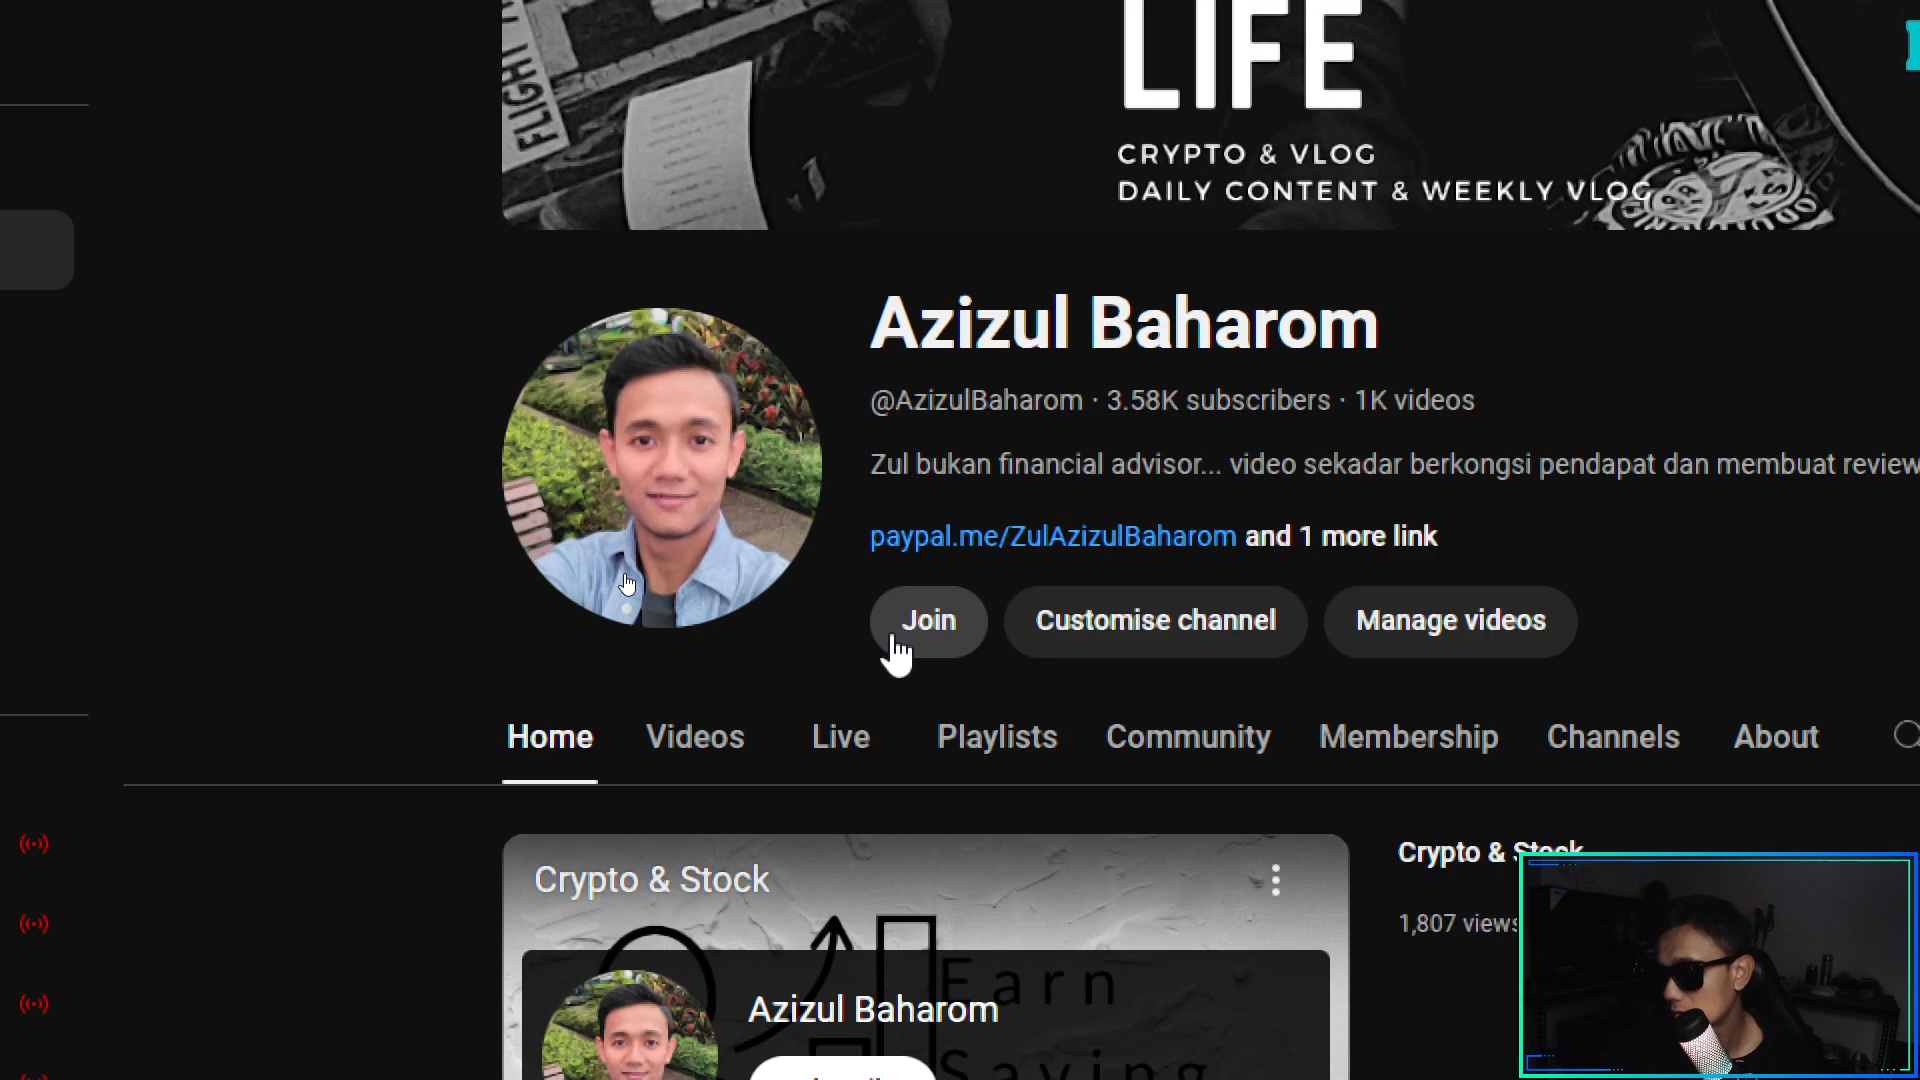 FLIGHT
LIFE
CRYPTO & VLOG
DAILY CONTENT & WEEKLY VLOG
Azizul Baharom
@AzizulBaharom · 3.58K subscribers · 1K videos
Zul bukan financial advisor... video sekadar berkongsi pendapat dan membuat review
paypal.me/ZulAzizulBaharom and 1 more link
Join
Customise channel
Manage videos
Home
Videos
Live
Playlists
Community
Membership
Channels
About
Crypto & Stock
Crypto & Stock
1,807 views
Earn
Azizul Baharom
Saving